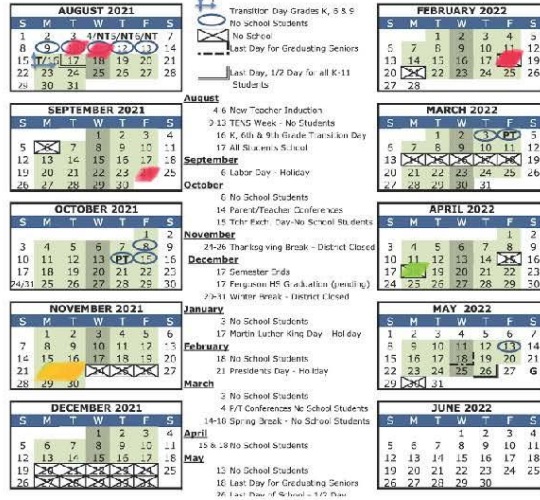 AUGUST 2021
S M T W T F S
1 2 3 4/NT 5/NT 6/NT 7
8 9 12 13 14
15 T/16 17 18 19 20 21
22 23 24 25 26 27 28
29 30 31
SEPTEMBER 2021
S M T W T F S
1 2 3 4
5 6 7 8 9 10 11
12 13 14 15 16 17 18
19 20 21 22 23 25
26 27 28 29 30
OCTOBER 2021
S M T W T F S
1 2
3 4 5 6 7 8 9
10 11 12 13 PT 15 16
17 18 19 20 21 22 23
24/31 25 26 27 28 29 30
NOVEMBER 2021
S M T W T F S
1 2 3 4 5 6
7 8 9 10 11 12 13
14 15 16 17 18 19 20
21 24 25 26 27
28 29 30
DECEMBER 2021
S M T W T F S
1 2 3 4
5 6 7 8 9 10 11
12 13 14 15 16 17 18
19 20 21 22 23 24 25
26 27 28 29 30 31
Transition Day Grades K, 6 & 9
No School Students
No School
Last Day for Graduating Seniors
Last Day, 1/2 Day for all K-11
Students
August
4-6 New Teacher Induction
9-13 TENS Week - No Students
16 K, 6th & 9th Grade Transition Day
17 All Students School
September
6 Labor Day - Holiday
October
8 No School Students
14 Parent/Teacher Conferences
15 Tchr Exch. Day-No School Students
November
24-26 Thanksgiving Break - District Closed
December
17 Semester Ends
17 Ferguson HS Graduation (pending)
20-31 Winter Break - District Closed
January
3 No School Students
17 Martin Luther King Day - Holiday
February
18 No School Students
21 Presidents Day - Holiday
March
3 No School Students
4 P/T Conferences No School Students
14-18 Spring Break - No School Students
April
15 & 18 No School Students
May
13 No School Students
18 Last Day for Graduating Seniors
26 Last Day of School - 1/2 Day
FEBRUARY 2022
S M T W T F S
1 2 3 4
6 7 8 9 10 11
13 14 15 16 17
20 21 22 23 24 25
27 28
MARCH 2022
S M T W T F S
1 2 3 PT
6 7 8 9 10 11
13 14 15 16 17 18 19
20 21 22 23 24 25
27 28 29 30 31
APRIL 2022
S M T W T F S
1
3 4 5 6 7 8
10 11 12 13 14 15
17 19 20 21 22
24 25 26 27 28 29 30
MAY 2022
S M T W T F S
1 2 3 4 5 6 7
8 9 10 11 12 13 14
15 16 17 18 19 20 21
22 23 24 25 26 27 G
29 30 31
JUNE 2022
S M T W T F S
1 2 3 4
5 6 7 8 9 10 11
12 13 14 15 16 17 18
19 20 21 22 23 24 25
26 27 28 29 30